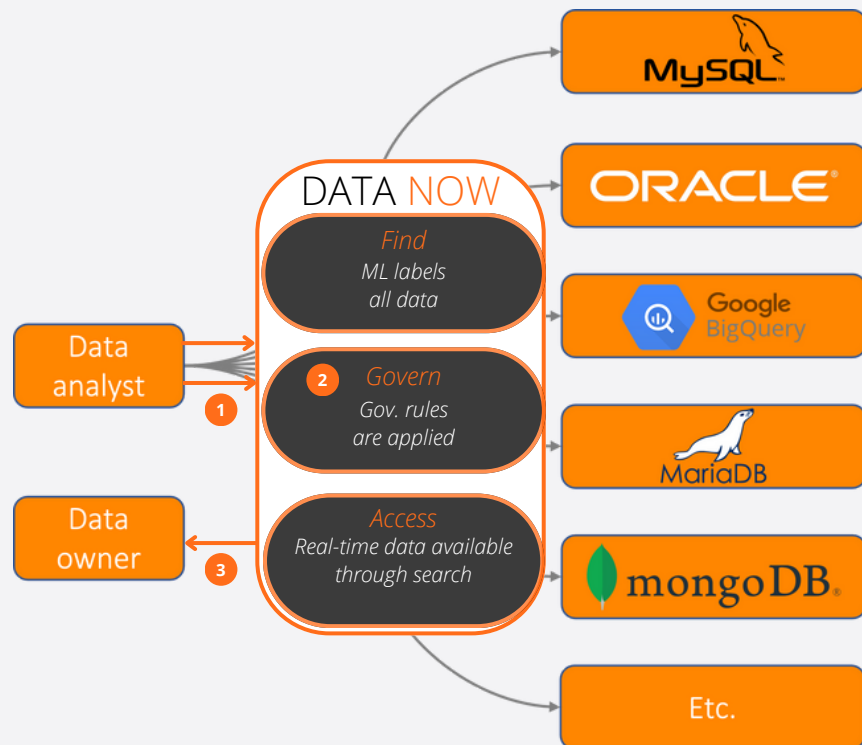 MySQL™
DATA NOW
ORACLE®
Find
ML labels
all data
Google
BigQuery
Data
analyst
1
2
Govern
Gov. rules
are applied
MariaDB
Data
owner
3
Access
Real-time data available
through search
mongoDB®
Etc.